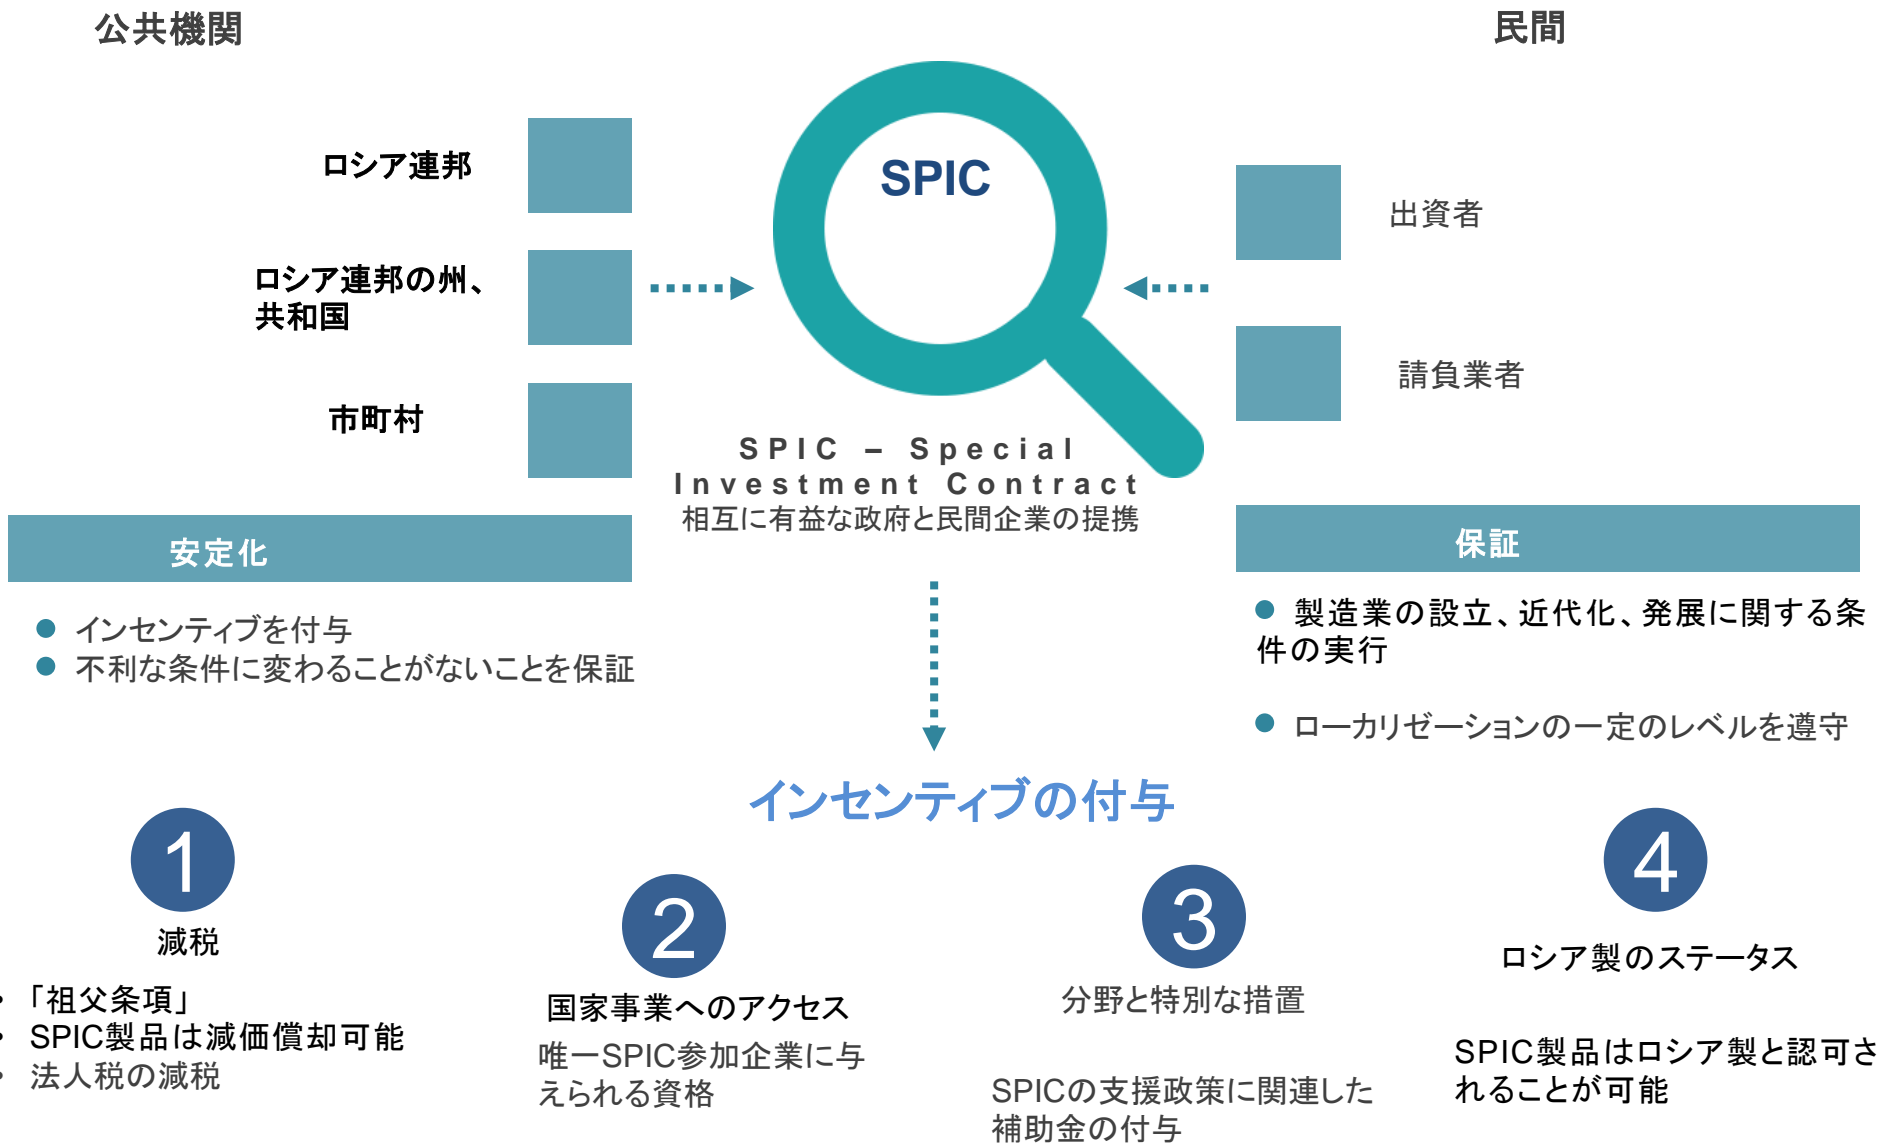 公共機関
民間
ロシア連邦
ロシア連邦の州、
共和国
市町村
SPIC
出資者
請負業者
SPIC – Special
Investment Contract
相互に有益な政府と民間企業の提携
安定化
• インセンティブを付与
• 不利な条件に変わることがないことを保証
保証
• 製造業の設立、近代化、発展に関する条
件の実行
• ローカリゼーションの一定のレベルを遵守
インセンティブの付与
1
減税
• 「祖父条項」
• SPIC製品は減価償却可能
• 法人税の減税
2
国家事業へのアクセス
唯一SPIC参加企業に与
えられる資格
3
分野と特別な措置
SPICの支援政策に関連した
補助金の付与
4
ロシア製のステータス
SPIC製品はロシア製と認可さ
れることが可能